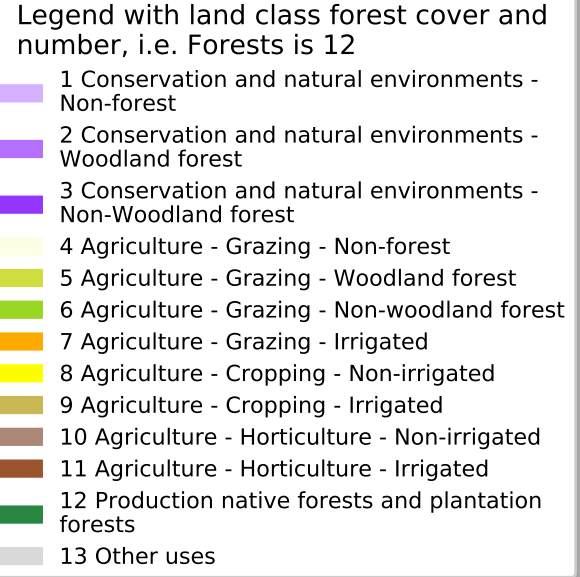 Legend with land class forest cover and
number, i.e. Forests is 12
1 Conservation and natural environments -
Non-forest
2 Conservation and natural environments -
Woodland forest
3 Conservation and natural environments -
Non-Woodland forest
4 Agriculture - Grazing - Non-forest
5 Agriculture - Grazing - Woodland forest
6 Agriculture - Grazing - Non-woodland forest
7 Agriculture - Grazing - Irrigated
8 Agriculture - Cropping - Non-irrigated
9 Agriculture - Cropping - Irrigated
10 Agriculture - Horticulture - Non-irrigated
11 Agriculture - Horticulture - Irrigated
12 Production native forests and plantation
forests
13 Other uses